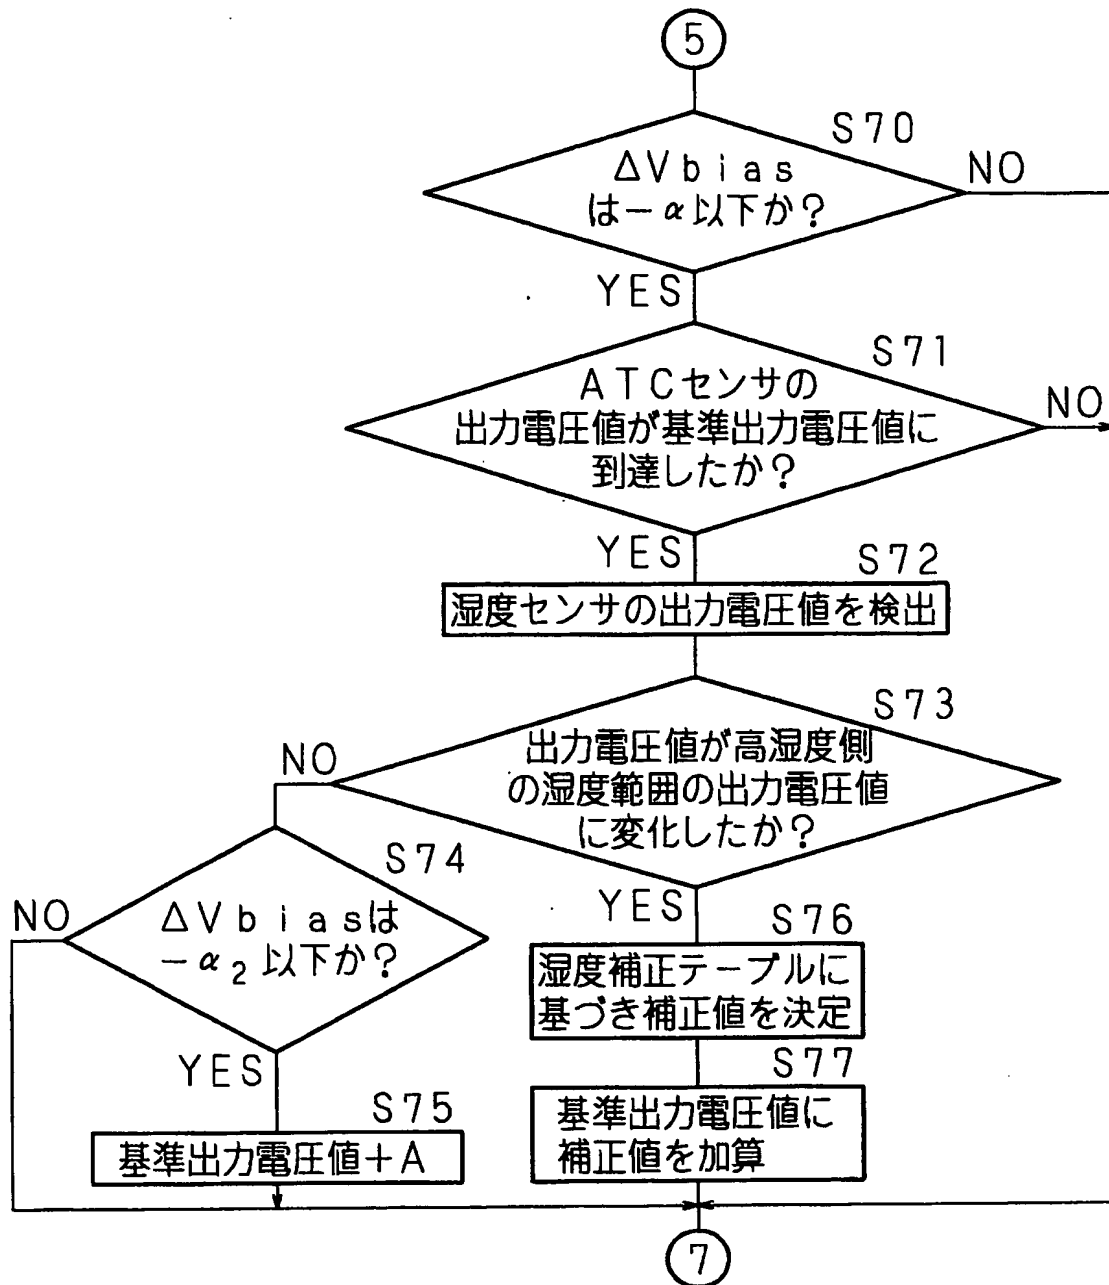 5
S70
ΔVbias
は−α以下か?
NO
YES
S71
ATCセンサの
出力電圧値が基準出力電圧値に
到達したか?
NO
YES
S72
湿度センサの出力電圧値を検出
S73
出力電圧値が高湿度側
の湿度範囲の出力電圧値
に変化したか?
NO
YES
S74
ΔVbiasは
−α₂以下か?
NO
YES
S75
基準出力電圧値+A
S76
湿度補正テーブルに
基づき補正値を決定
S77
基準出力電圧値に
補正値を加算
7